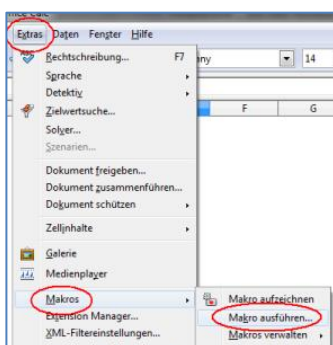 Extras Daten Fenster Hilfe
Rechtschreibung... F7
ny 14
Sprache
Detektiv
Zielwertsuche... F G
Solver...
Szenarien...
Dokument freigeben...
Dokument zusammenführen...
Dokument schützen
Zellinhalte
Galerie
Medienplayer
Makros
Makro aufzeichnen
Extension Manager...
Makro ausführen...
XML-Filtereinstellungen...
Makros verwalten